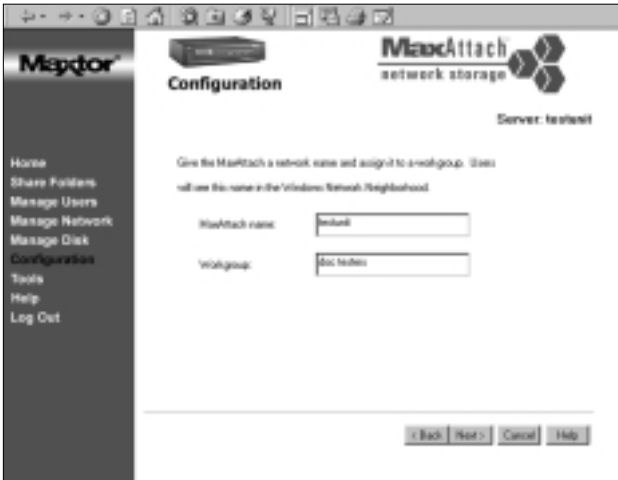 Maxtor
Configuration
MaxAttach
network storage
Server: testunit
Home
Share Folders
Manage Users
Manage Network
Manage Disk
Configuration
Tools
Help
Log Out
Give the MaxAttach a network name and assign it to a workgroup. Users
will see this name in the Windows Network Neighborhood.
MaxAttach name:
testunit
Workgroup:
doc testers
< Back
Next >
Cancel
Help